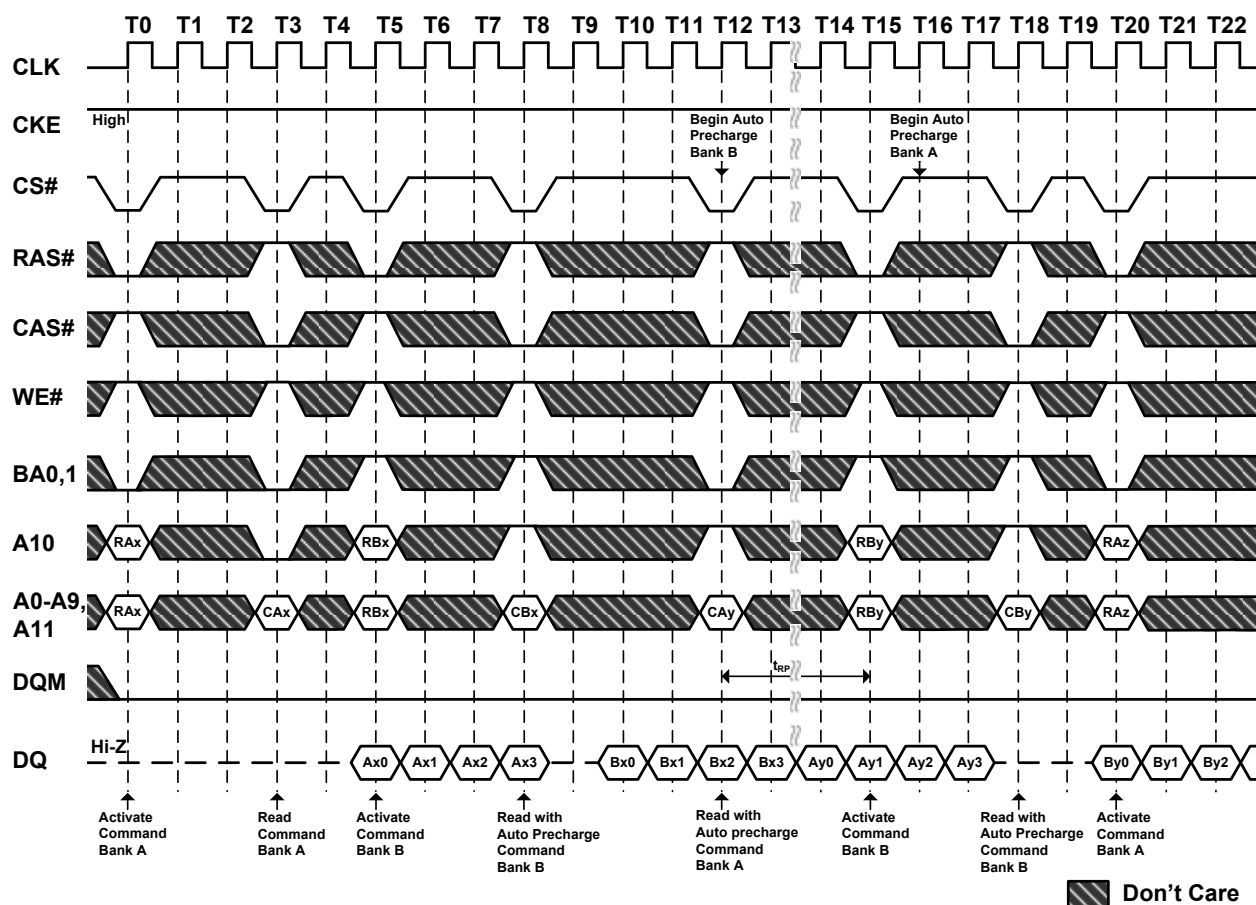 T0 T1 T2 T3 T4 T5 T6 T7 T8 T9 T10 T11 T12 T13 T14 T15 T16 T17 T18 T19 T20 T21 T22
CLK
CKE
High
Begin Auto
Precharge
Bank B
Begin Auto
Precharge
Bank A
CS#
RAS#
CAS#
WE#
BA0,1
A10
RAx RBx RBy RAz
A0-A9,
A11
RAx CAx RBx CBx CAy RBy CBy RAz
DQM
tRP
DQ
Hi-Z
Ax0 Ax1 Ax2 Ax3 Bx0 Bx1 Bx2 Bx3 Ay0 Ay1 Ay2 Ay3 By0 By1 By2
Activate
Command
Bank A
Read
Command
Bank A
Activate
Command
Bank B
Read with
Auto Precharge
Command
Bank B
Read with
Auto precharge
Command
Bank A
Activate
Command
Bank B
Read with
Auto Precharge
Command
Bank B
Activate
Command
Bank A
Don't Care